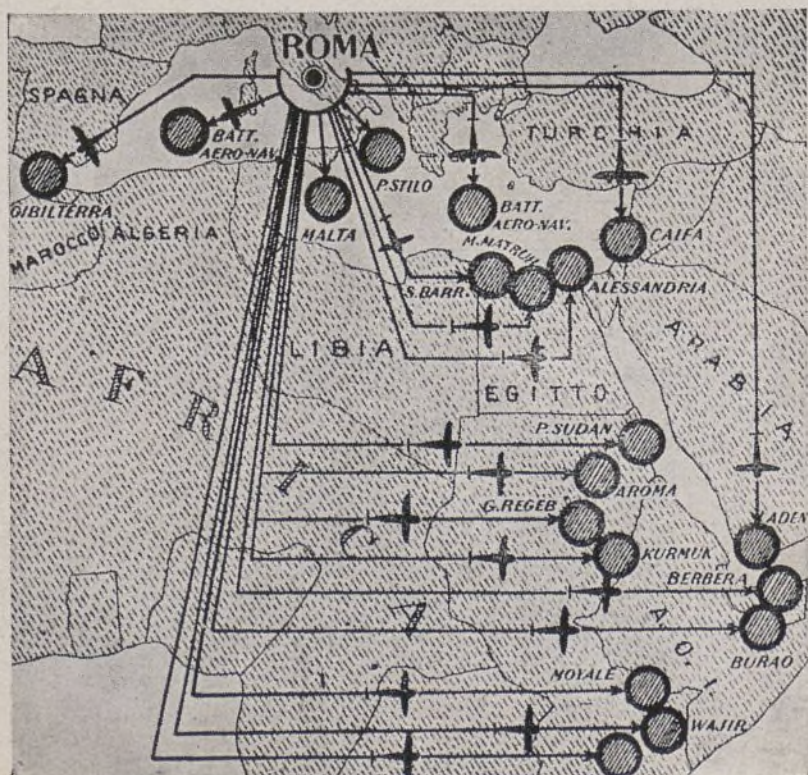 ROMA
SPAGNA
BATT.
AERO-NAV.
TURCHIA
P. STILO
GIBILTERRA
BATT.
AERO-NAV.
CAIFA
MAROCCO
ALGERIA
MALTA
M. MATRUH
S. BARR.
ALESSANDRIA
LIBIA
ARABIA
EGITTO
AFRICA
P. SUDAN
AROMA
G. REGEB
ADEN
KURMUK
BERBERA
A.O.I.
BURAO
MOYALE
WAJIR